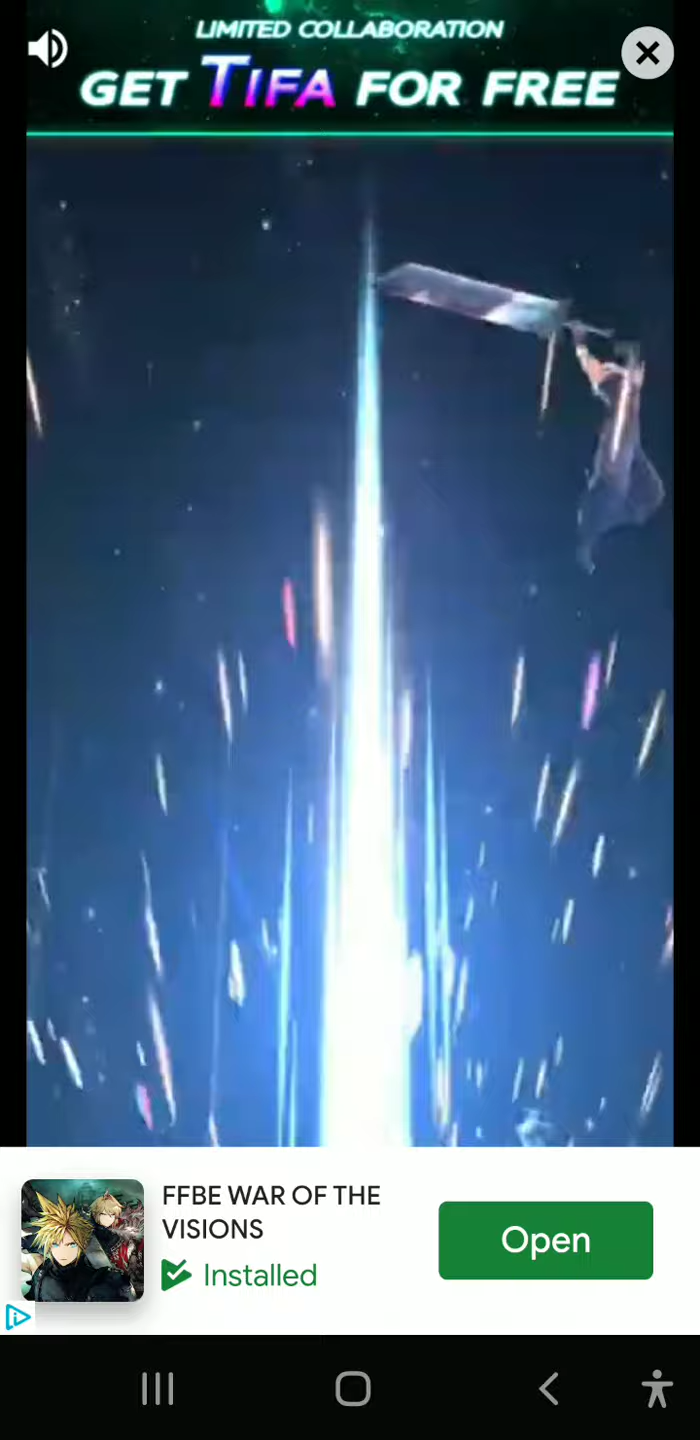 LIMITED COLLABORATION
GET TIFA FOR FREE
FFBE WAR OF THE
VISIONS
Installed
Open